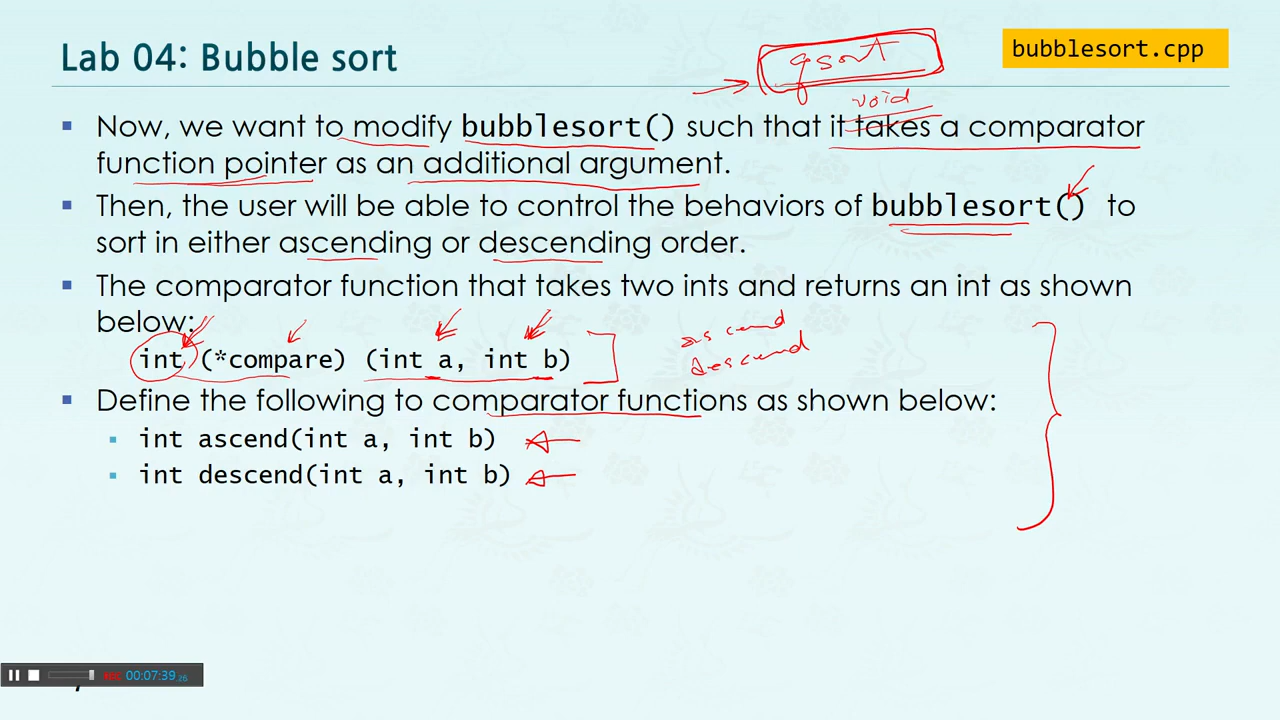 Lab 04: Bubble sort
qsort
bubblesort.cpp
void
Now, we want to modify bubblesort() such that it takes a comparator
function pointer as an additional argument.
Then, the user will be able to control the behaviors of bubblesort() to
sort in either ascending or descending order.
The comparator function that takes two ints and returns an int as shown
below:
int (*compare) (int a, int b)
ascend
descend
Define the following to comparator functions as shown below:
int ascend(int a, int b)
int descend(int a, int b)
REC 00:07:39.26